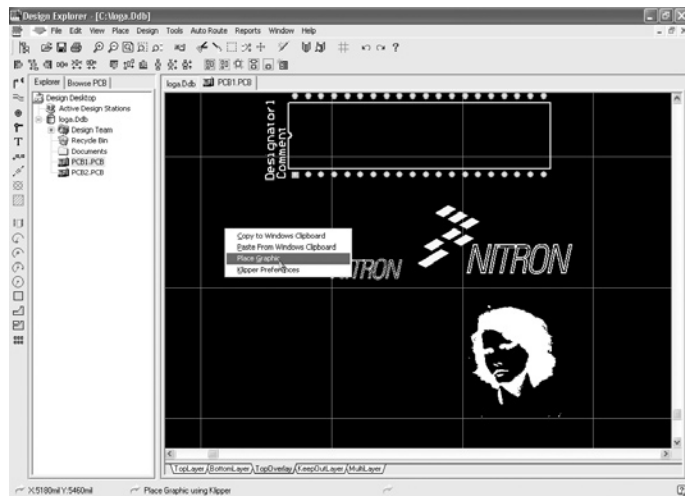 Design Explorer - [C:\loga.Ddb]
File Edit View Place Design Tools Auto Route Reports Window Help
Explorer Browse PCB
loga.Ddb PCB1.PCB
Design Desktop
Active Design Stations
loga.Ddb
Design Team
Recycle Bin
Documents
PCB1.PCB
PCB2.PCB
Designator1
Comment
Copy to Windows Clipboard
Paste From Windows Clipboard
Place Graphic
Klipper Preferences
TRON
NITRON
TopLayer BottomLayer TopOverlay KeepOutLayer MultiLayer
X:5180mil Y:5460mil Place Graphic using Klipper